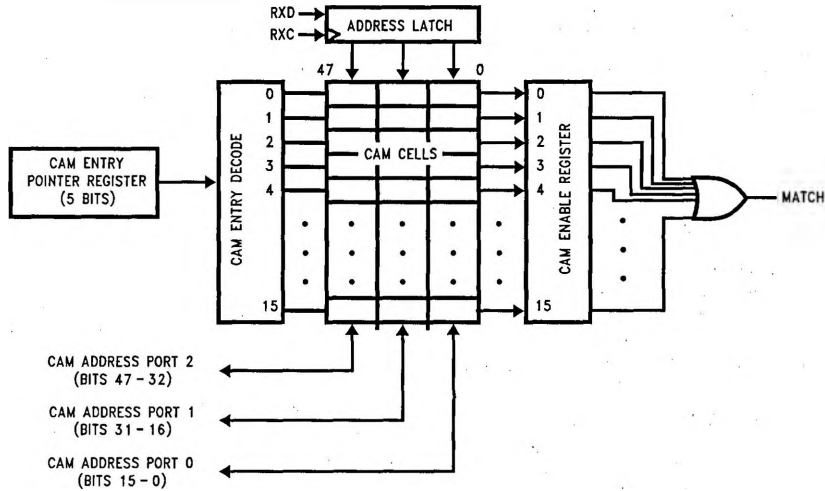 RXD
RXC
ADDRESS LATCH
47
0
CAM ENTRY
POINTER REGISTER
(5 BITS)
CAM ENTRY DECODE
0
1
2
3
4
15
CAM CELLS
CAM ENABLE REGISTER
0
1
2
3
4
15
MATCH
CAM ADDRESS PORT 2
(BITS 47-32)
CAM ADDRESS PORT 1
(BITS 31-16)
CAM ADDRESS PORT 0
(BITS 15-0)